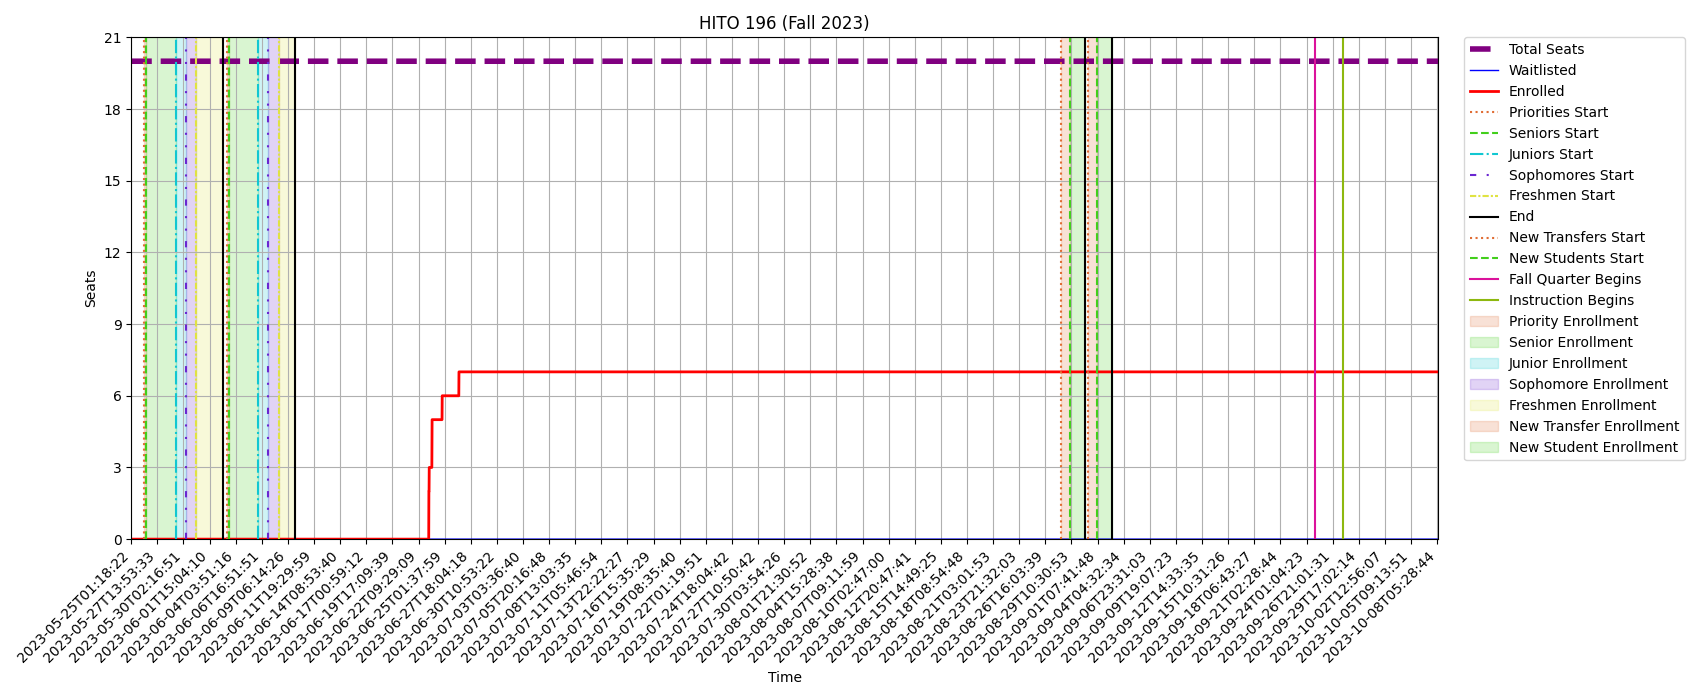 HITO 196 (Fall 2023)
21
18
15
12
9
6
3
0
Seats
2023-05-25T01:18:22
2023-05-27T13:53:33
2023-05-30T02:16:51
2023-06-01T15:04:10
2023-06-04T03:51:16
2023-06-06T16:51:51
2023-06-09T06:14:26
2023-06-11T19:29:59
2023-06-14T08:53:40
2023-06-17T00:59:12
2023-06-19T17:09:39
2023-06-22T09:29:09
2023-06-25T01:37:59
2023-06-27T18:04:18
2023-06-30T10:53:22
2023-07-03T03:36:40
2023-07-05T20:16:48
2023-07-08T13:03:35
2023-07-11T05:46:54
2023-07-13T22:22:27
2023-07-16T15:35:29
2023-07-19T08:35:40
2023-07-22T01:19:51
2023-07-24T18:04:42
2023-07-27T10:50:42
2023-07-30T03:54:26
2023-08-01T21:30:52
2023-08-04T15:28:38
2023-08-07T09:11:59
2023-08-10T02:47:00
2023-08-12T20:47:41
2023-08-15T14:49:25
2023-08-18T08:54:48
2023-08-21T03:01:53
2023-08-23T21:32:03
2023-08-26T16:03:39
2023-08-29T10:30:53
2023-09-01T07:41:48
2023-09-04T04:32:34
2023-09-06T23:31:03
2023-09-09T19:07:23
2023-09-12T14:33:35
2023-09-15T10:31:26
2023-09-18T06:43:27
2023-09-21T02:28:44
2023-09-24T01:04:23
2023-09-26T21:01:31
2023-09-29T17:02:14
2023-10-02T12:56:07
2023-10-05T09:13:51
2023-10-08T05:28:44
Time
Total Seats
Waitlisted
Enrolled
Priorities Start
Seniors Start
Juniors Start
Sophomores Start
Freshmen Start
End
New Transfers Start
New Students Start
Fall Quarter Begins
Instruction Begins
Priority Enrollment
Senior Enrollment
Junior Enrollment
Sophomore Enrollment
Freshmen Enrollment
New Transfer Enrollment
New Student Enrollment